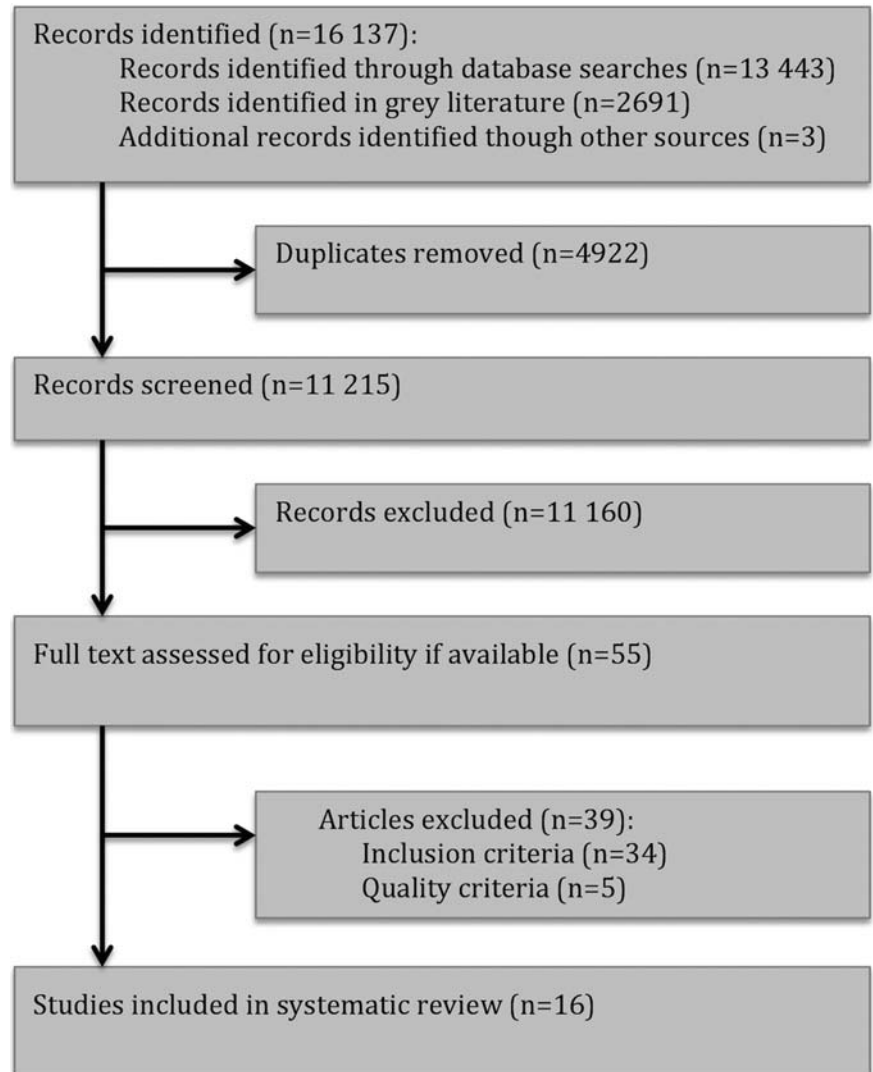 Records identified (n=16 137):
Records identified through database searches (n=13 443)
Records identified in grey literature (n=2691)
Additional records identified though other sources (n=3)
Duplicates removed (n=4922)
Records screened (n=11 215)
Records excluded (n=11 160)
Full text assessed for eligibility if available (n=55)
Articles excluded (n=39):
Inclusion criteria (n=34)
Quality criteria (n=5)
Studies included in systematic review (n=16)